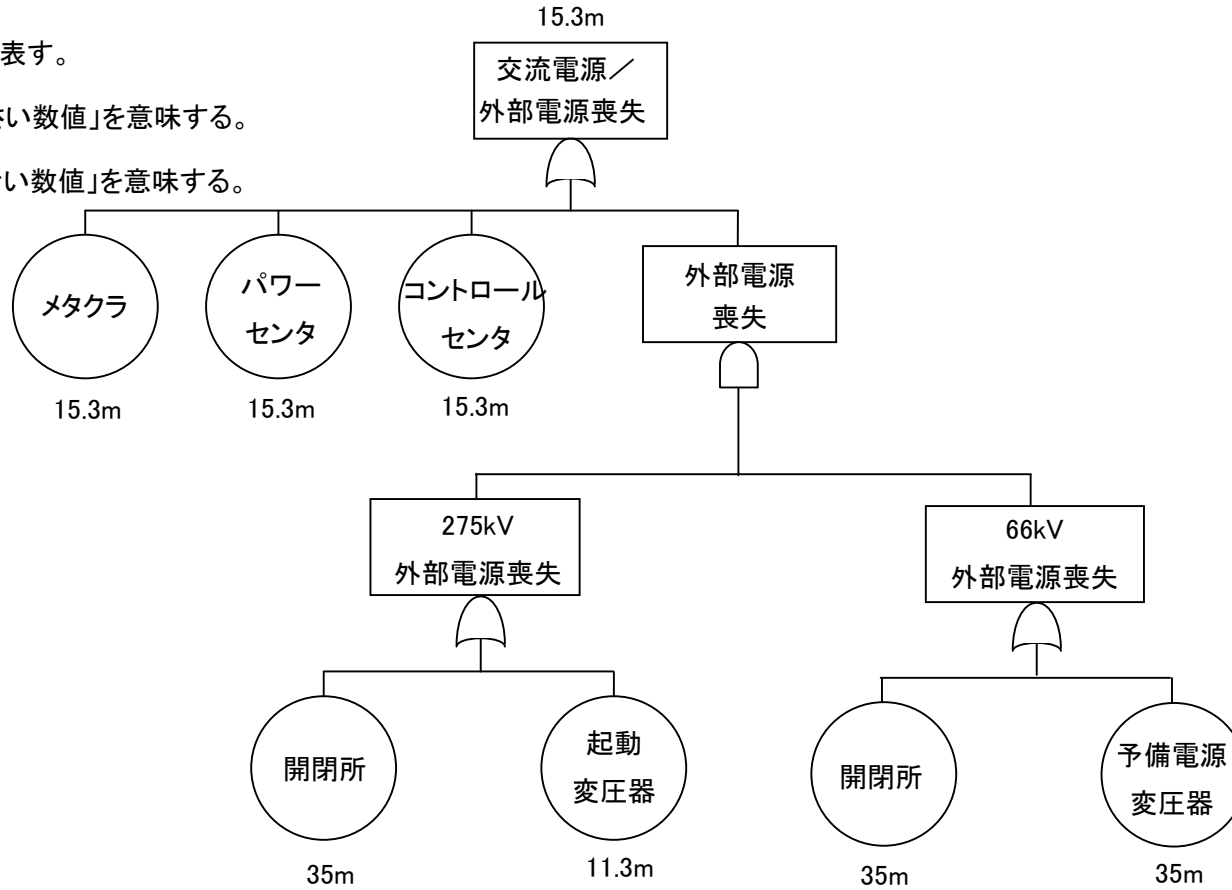 15.3m
表す。
交流電源／
外部電源喪失
い数値」を意味する。
い数値」を意味する。
メタクラ
パワー
センタ
コントロール
センタ
外部電源
喪失
15.3m
15.3m
15.3m
275kV
外部電源喪失
66kV
外部電源喪失
開閉所
起動
変圧器
開閉所
予備電源
変圧器
35m
11.3m
35m
35m